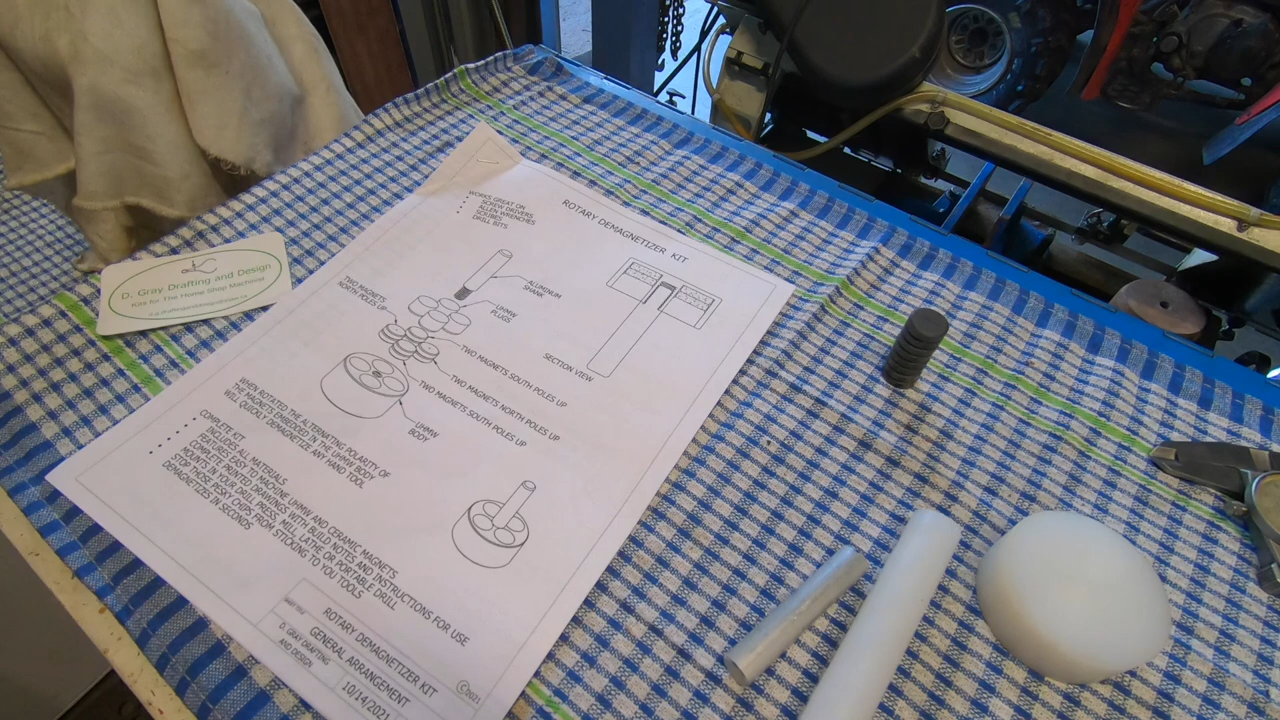 WORKS GREAT ON
SCREW DRIVERS
ALLEN WRENCHES
SCRIBES
DRILL BITS
ROTARY DEMAGNETIZER KIT
ALUMINUM
SHANK
UHMW
PLUGS
TWO MAGNETS
NORTH POLES UP
TWO MAGNETS SOUTH POLES UP
TWO MAGNETS NORTH POLES UP
TWO MAGNETS SOUTH POLES UP
UHMW
BODY
SECTION VIEW
WHEN ROTATED THE ALTERNATING POLARITY OF
THE MAGNETS EMBEDDED IN THE UHMW BODY
WILL QUICKLY DEMAGNETIZE ANY HAND TOOL
COMPLETE KIT
INCLUDES ALL MATERIALS
FEATURES EASY TO MACHINE UHMW AND CERAMIC MAGNETS
COMPLETE PRINTED DRAWINGS WITH BUILD NOTES AND INSTRUCTIONS FOR USE
MOUNTS IN YOUR DRILL PRESS, MILL, LATHE OR PORTABLE DRILL
STOP THOSE PESKY CHIPS FROM STICKING TO YOU TOOLS
DEMAGNETIZES IN SECONDS
ROTARY DEMAGNETIZER KIT
GENERAL ARRANGEMENT
D. GRAY DRAFTING
AND DESIGN
10/14/2021
©2021
D. Gray Drafting and Design
Kits for The Home Shop Machinist